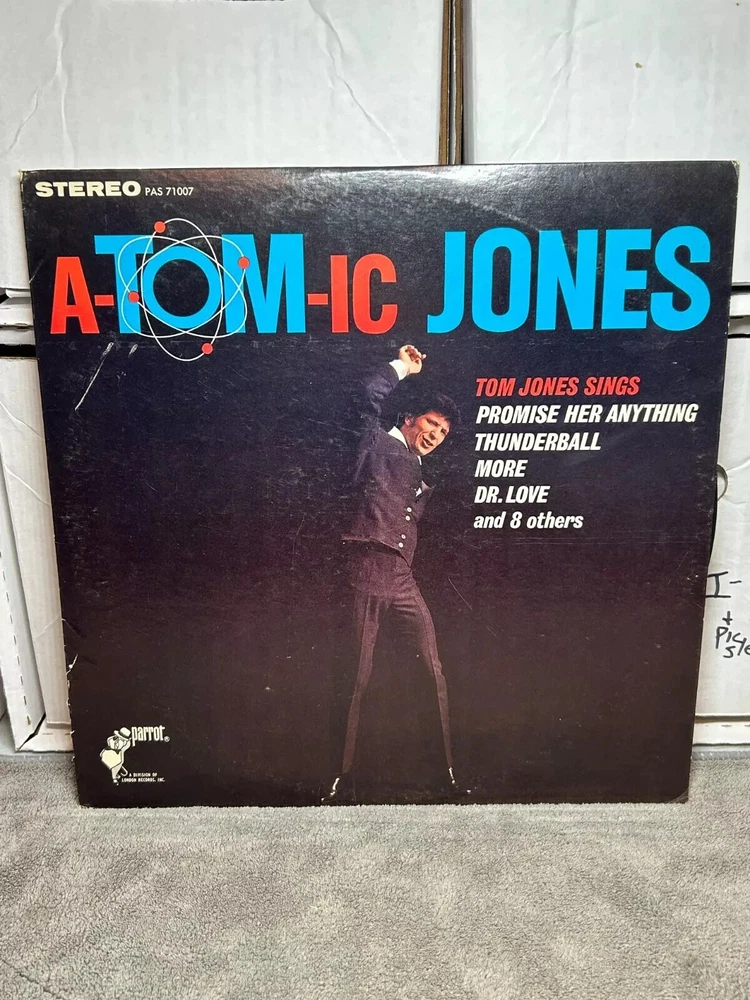 STEREO PAS 71007
A-TOM-IC JONES
TOM JONES SINGS
PROMISE HER ANYTHING
THUNDERBALL
MORE
DR. LOVE
and 8 others
parrot®
A DIVISION OF
LONDON RECORDS, INC.
I-
+